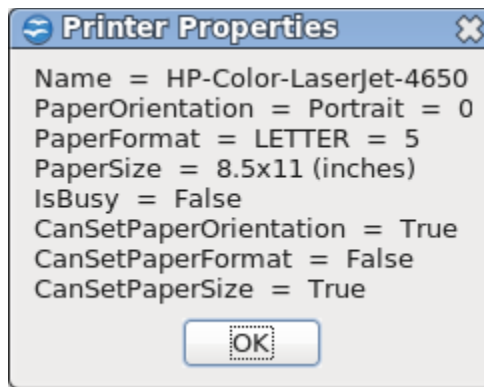 Printer Properties
Name = HP-Color-LaserJet-4650
PaperOrientation = Portrait = 0
PaperFormat = LETTER = 5
PaperSize = 8.5x11 (inches)
IsBusy = False
CanSetPaperOrientation = True
CanSetPaperFormat = False
CanSetPaperSize = True
OK